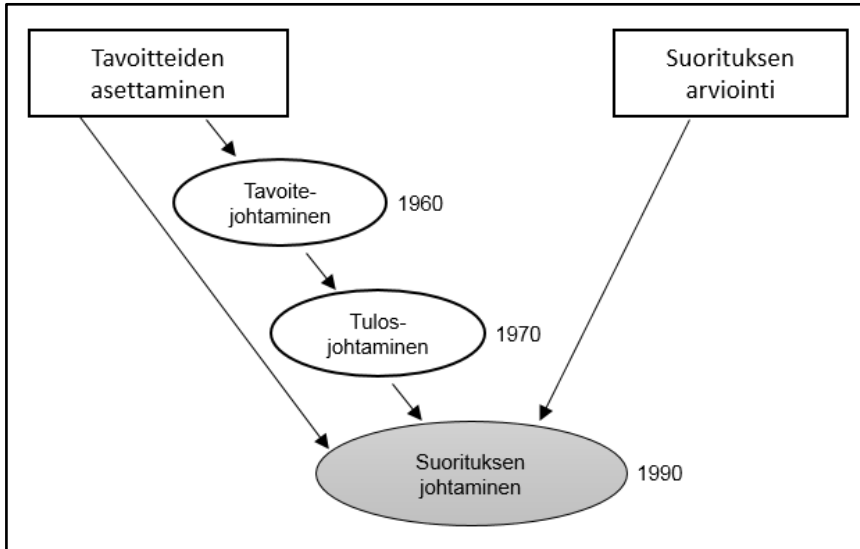 Tavoitteiden
asettaminen
Suorituksen
arviointi
Tavoite-
johtaminen
1960
Tulos-
johtaminen
1970
Suorituksen
johtaminen
1990